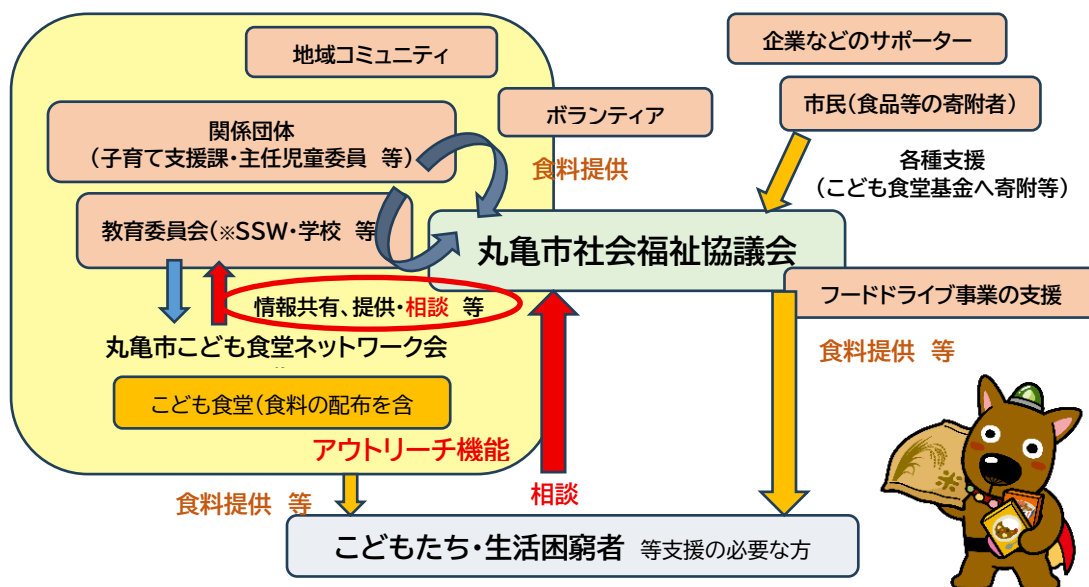 地域コミュニティ
企業などのサポーター
関係団体
(子育て支援課・主任児童委員 等)
ボランティア
市民(食品等の寄附者)
食料提供
各種支援
(こども食堂基金へ寄附等)
教育委員会(※SSW・学校 等
丸亀市社会福祉協議会
情報共有、提供・相談 等
フードドライブ事業の支援
丸亀市こども食堂ネットワーク会
食料提供 等
こども食堂(食料の配布を含
アウトリーチ機能
食料提供 等
相談
こどもたち・生活困窮者 等支援の必要な方
米